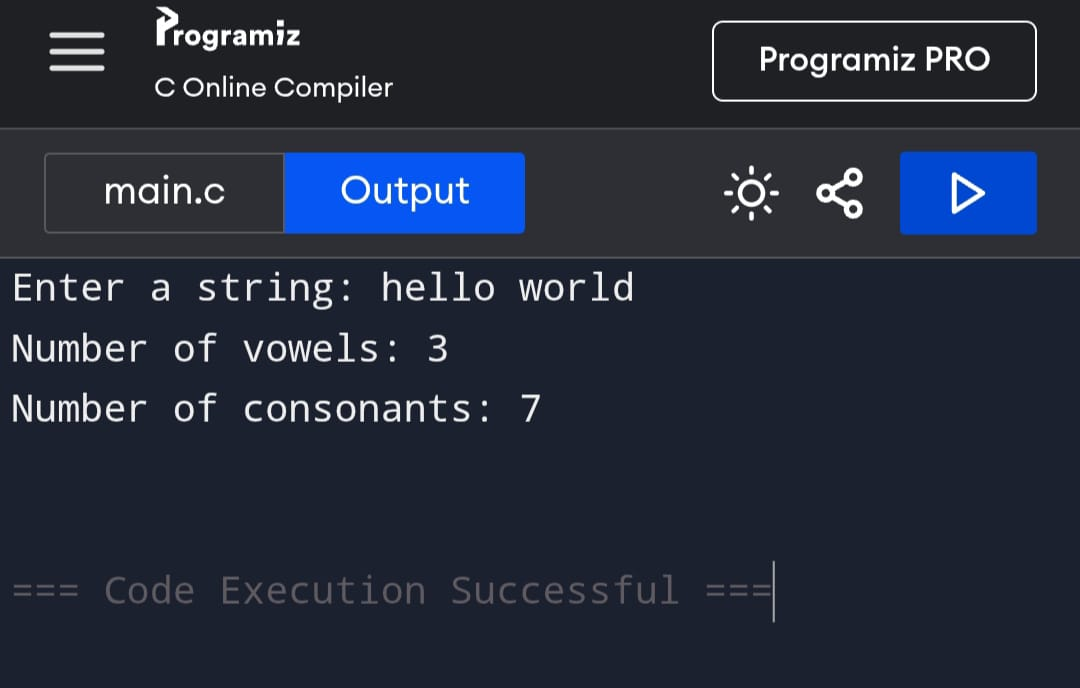 Programiz
C Online Compiler
Programiz PRO
main.c
Output
Enter a string: hello world
Number of vowels: 3
Number of consonants: 7
=== Code Execution Successful ===